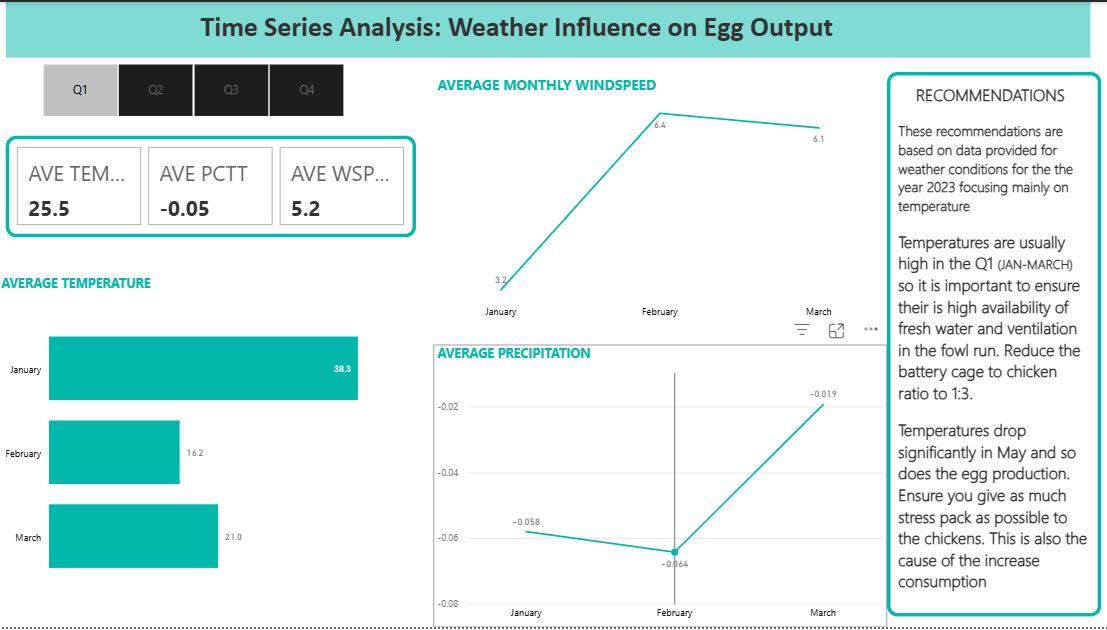 Time Series Analysis: Weather Influence on Egg Output
Q1
Q2
Q3
Q4
AVE TEM...
25.5
AVE PCTT
-0.05
AVE WSP...
5.2
AVERAGE TEMPERATURE
January
38.3
February
16.2
March
21.0
AVERAGE MONTHLY WINDSPEED
6.4
6.1
3.2
January
February
March
AVERAGE PRECIPITATION
-0.02
-0.04
-0.06
-0.08
-0.058
-0.064
-0.019
January
February
March
RECOMMENDATIONS
These recommendations are
based on data provided for
weather conditions for the the
year 2023 focusing mainly on
temperature
Temperatures are usually
high in the Q1 (JAN-MARCH)
so it is important to ensure
their is high availability of
fresh water and ventilation
in the fowl run. Reduce the
battery cage to chicken
ratio to 1:3.
Temperatures drop
significantly in May and so
does the egg production.
Ensure you give as much
stress pack as possible to
the chickens. This is also the
cause of the increase
consumption